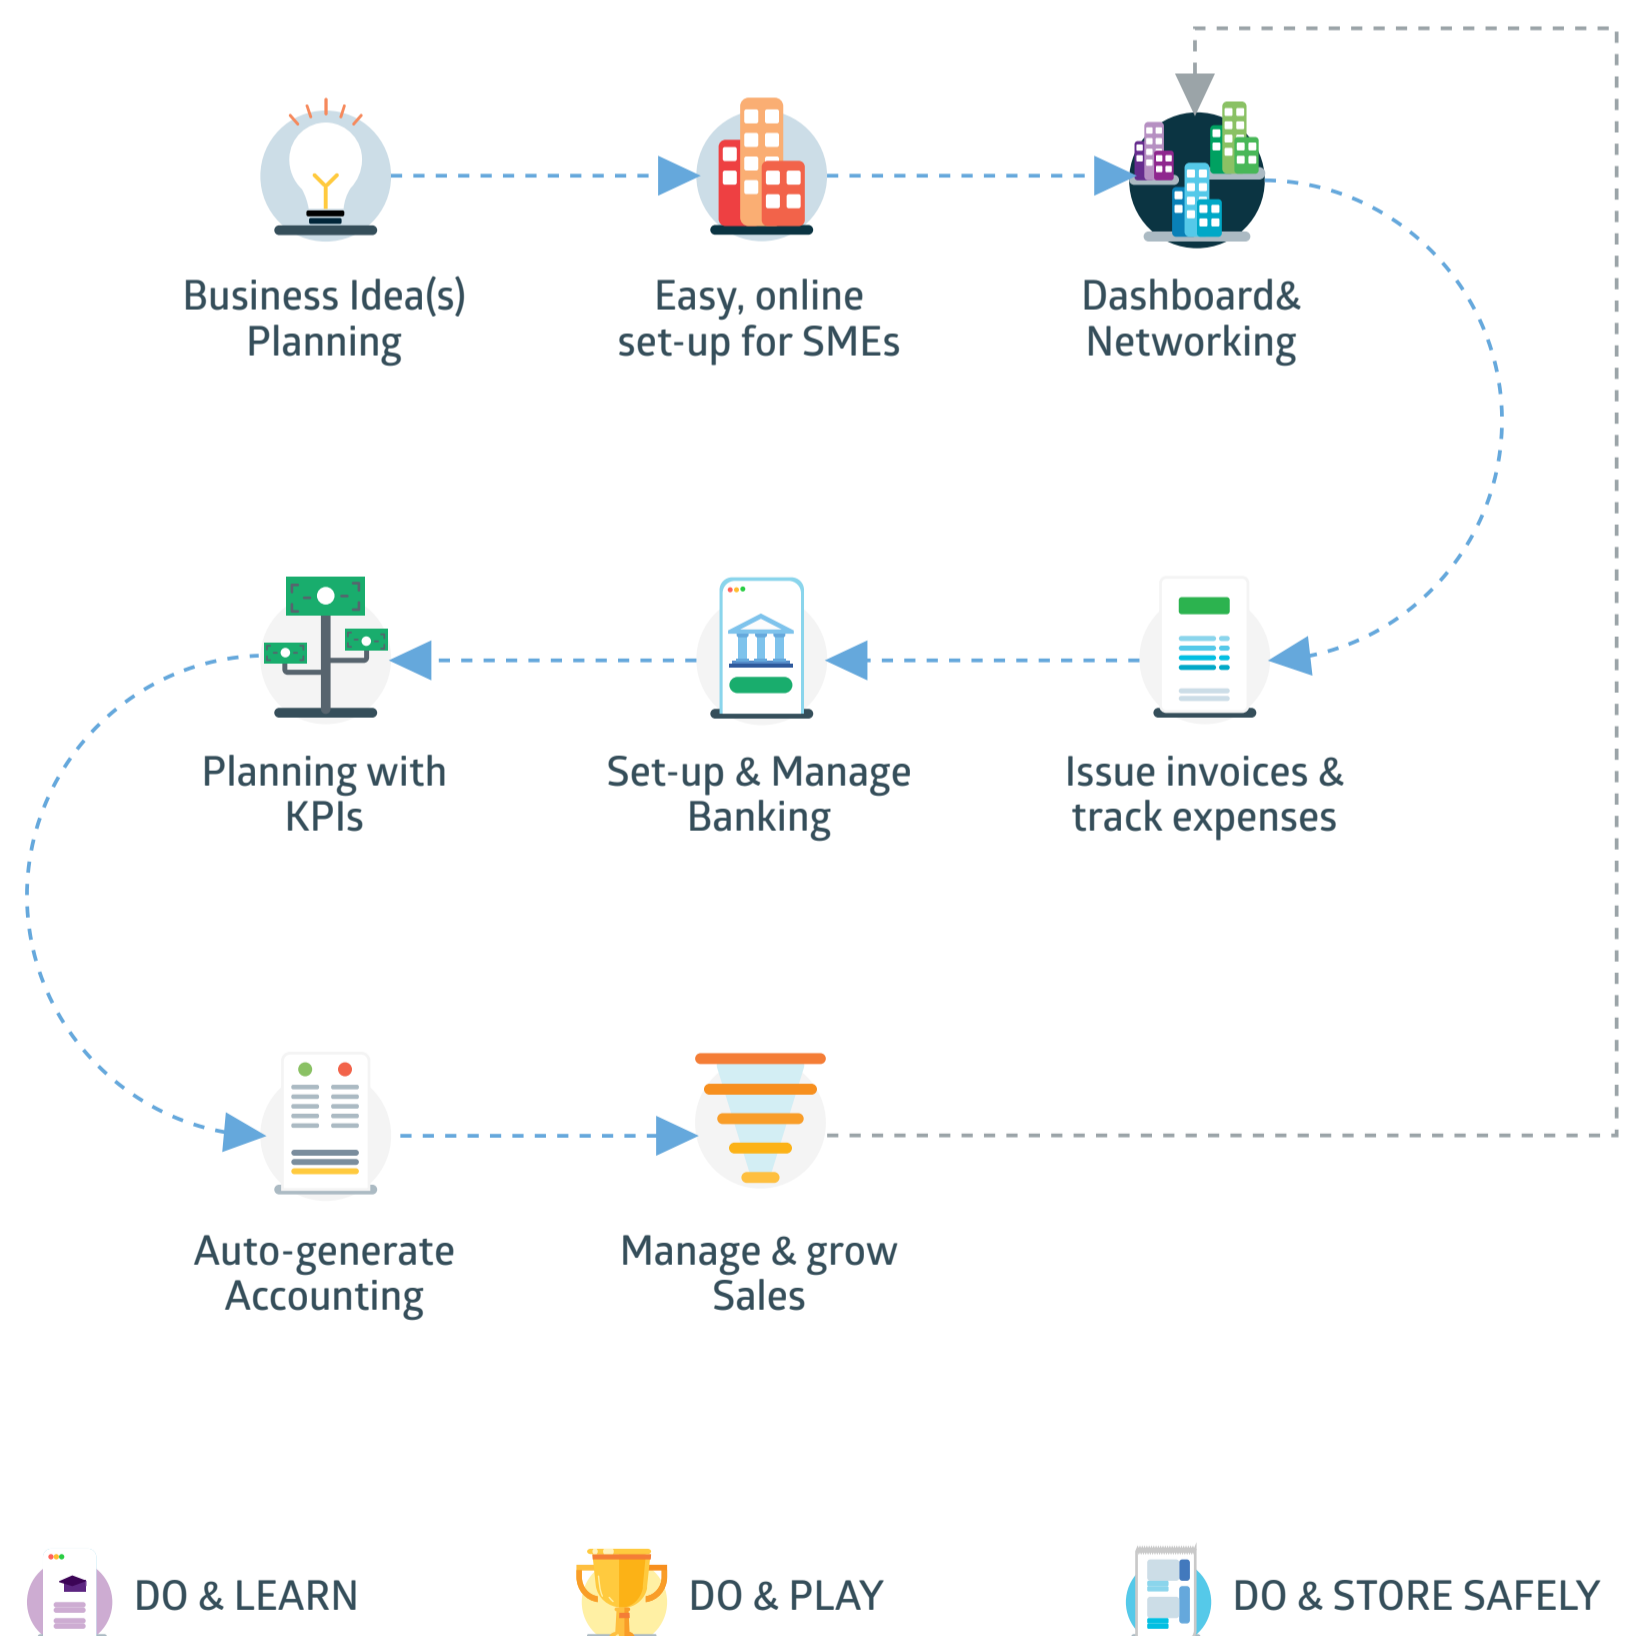 Business Idea(s)
Planning
Easy, online
set-up for SMEs
Dashboard&
Networking
Planning with
KPIs
Set-up & Manage
Banking
Issue invoices &
track expenses
Auto-generate
Accounting
Manage & grow
Sales
DO & LEARN
DO & PLAY
DO & STORE SAFELY